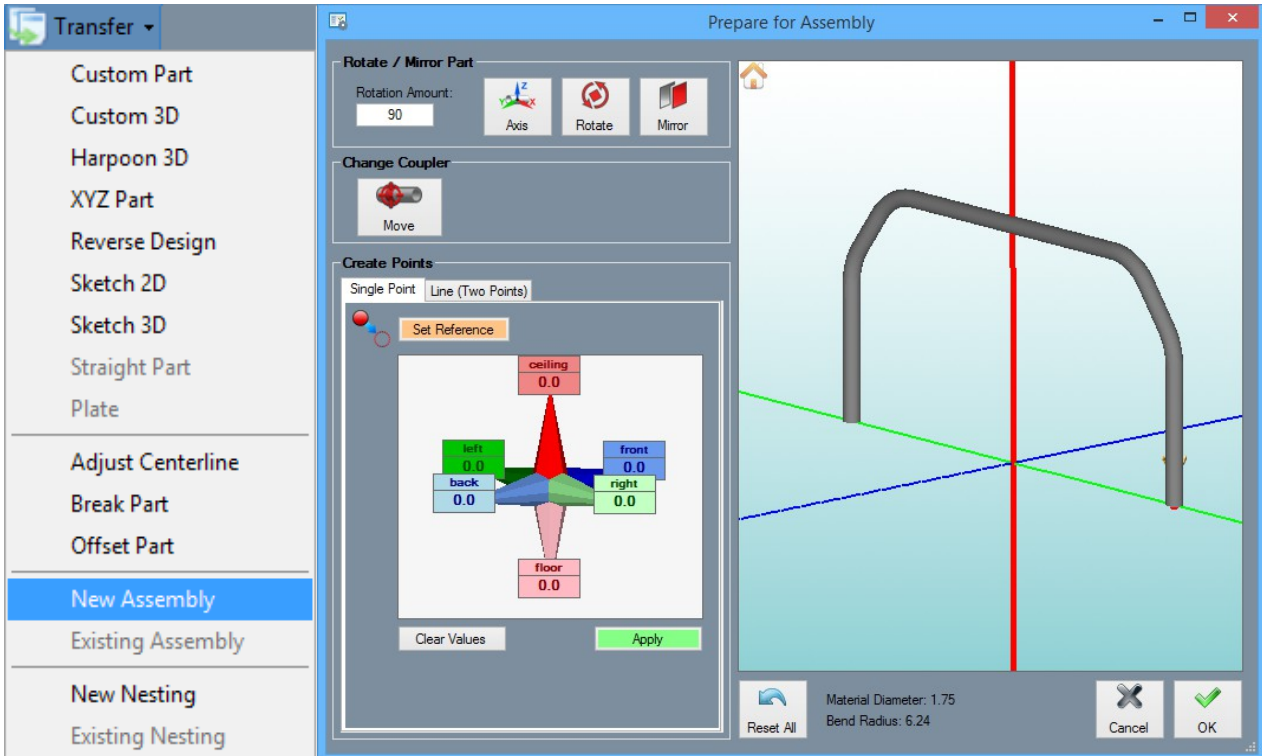 Transfer
Custom Part
Custom 3D
Harpoon 3D
XYZ Part
Reverse Design
Sketch 2D
Sketch 3D
Straight Part
Plate
Adjust Centerline
Break Part
Offset Part
New Assembly
Existing Assembly
New Nesting
Existing Nesting
Prepare for Assembly
Rotate / Mirror Part
Rotation Amount:
90
Z
Y
X
Axis
Rotate
Mirror
Change Coupler
Move
Create Points
Single Point
Line (Two Points)
Set Reference
ceiling
0.0
left
0.0
front
0.0
back
0.0
right
0.0
floor
0.0
Clear Values
Apply
Reset All
Material Diameter: 1.75
Bend Radius: 6.24
Cancel
OK